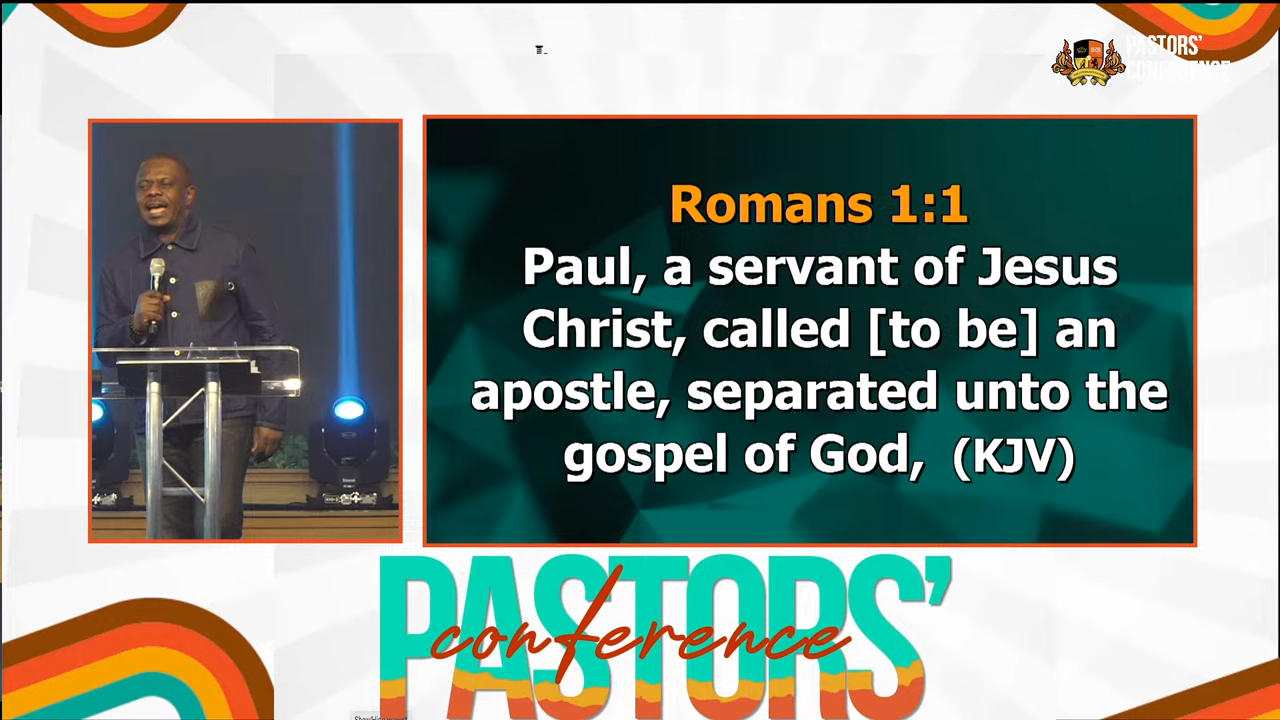 PASTORS'
CONFERENCE
Romans 1:1
Paul, a servant of Jesus
Christ, called [to be] an
apostle, separated unto the
gospel of God, (KJV)
PASTORS'
conference